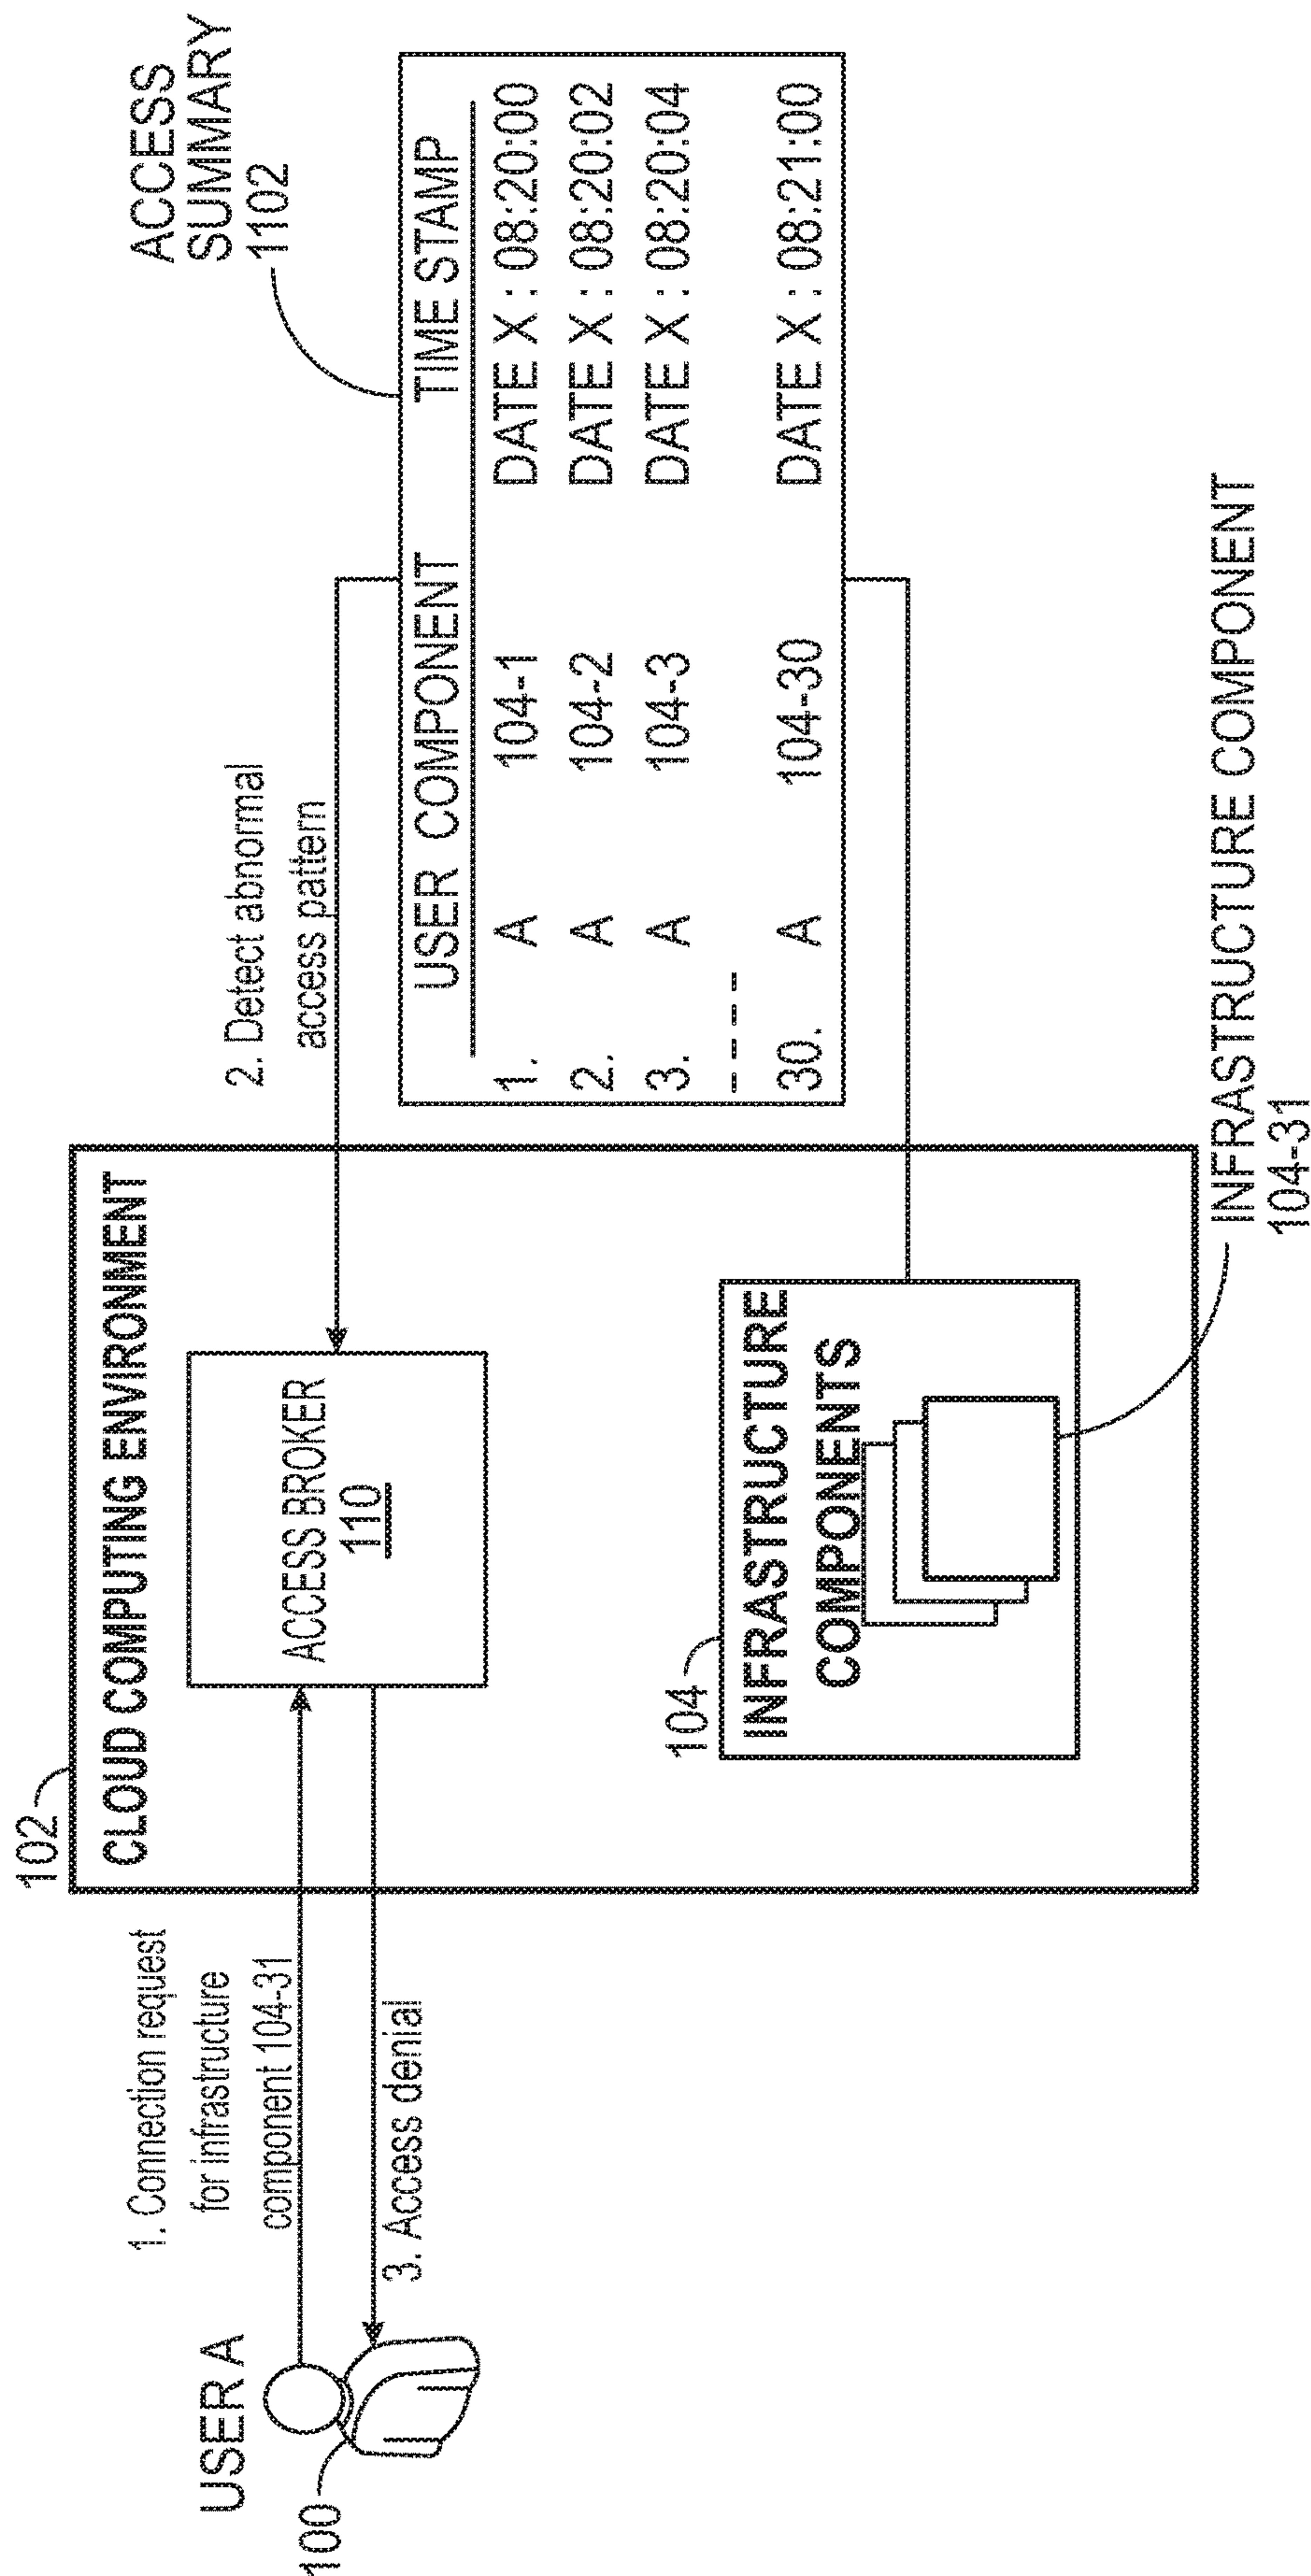 USER A
100
1. Connection request
for infrastructure
component 104-31
3. Access denial
102
CLOUD COMPUTING ENVIRONMENT
ACCESS BROKER
110
104
INFRASTRUCTURE
COMPONENTS
INFRASTRUCTURE COMPONENT
104-31
2. Detect abnormal
access pattern
ACCESS
SUMMARY
1102
USER COMPONENT TIME STAMP
1. A 104-1 DATE X : 08:20:00
2. A 104-2 DATE X : 08:20:02
3. A 104-3 DATE X : 08:20:04
– – – –
30. A 104-30 DATE X : 08:21:00